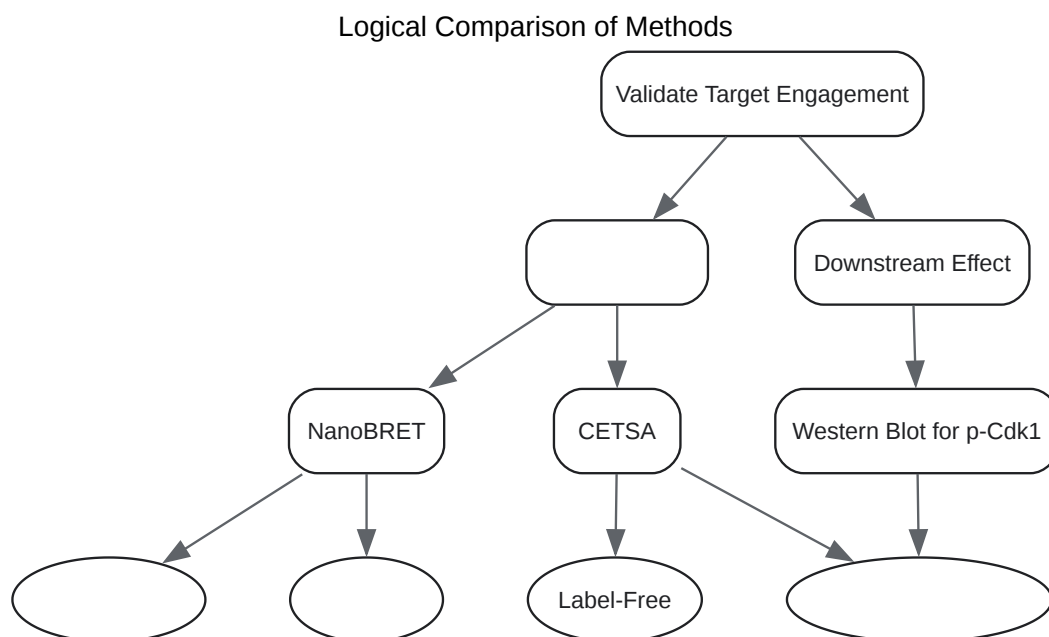 Logical Comparison of Methods
Validate Target Engagement
Downstream Effect
NanoBRET
CETSA
Western Blot for p-Cdk1
Label-Free